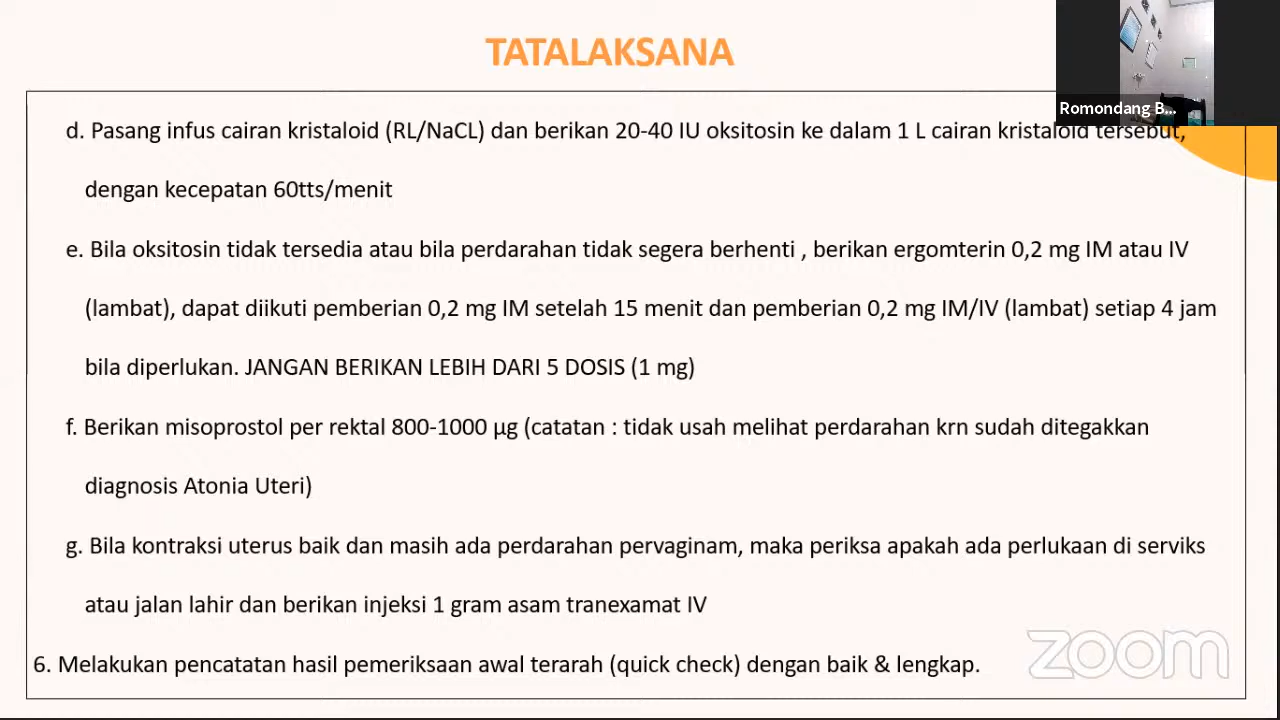 TATALAKSANA
Romondang B...
d. Pasang infus cairan kristaloid (RL/NaCL) dan berikan 20-40 IU oksitosin ke dalam 1 L cairan kristaloid tersebut,
dengan kecepatan 60tts/menit
e. Bila oksitosin tidak tersedia atau bila perdarahan tidak segera berhenti , berikan ergomterin 0,2 mg IM atau IV
(lambat), dapat diikuti pemberian 0,2 mg IM setelah 15 menit dan pemberian 0,2 mg IM/IV (lambat) setiap 4 jam
bila diperlukan. JANGAN BERIKAN LEBIH DARI 5 DOSIS (1 mg)
f. Berikan misoprostol per rektal 800-1000 µg (catatan : tidak usah melihat perdarahan krn sudah ditegakkan
diagnosis Atonia Uteri)
g. Bila kontraksi uterus baik dan masih ada perdarahan pervaginam, maka periksa apakah ada perlukaan di serviks
atau jalan lahir dan berikan injeksi 1 gram asam tranexamat IV
6. Melakukan pencatatan hasil pemeriksaan awal terarah (quick check) dengan baik & lengkap.
zoom